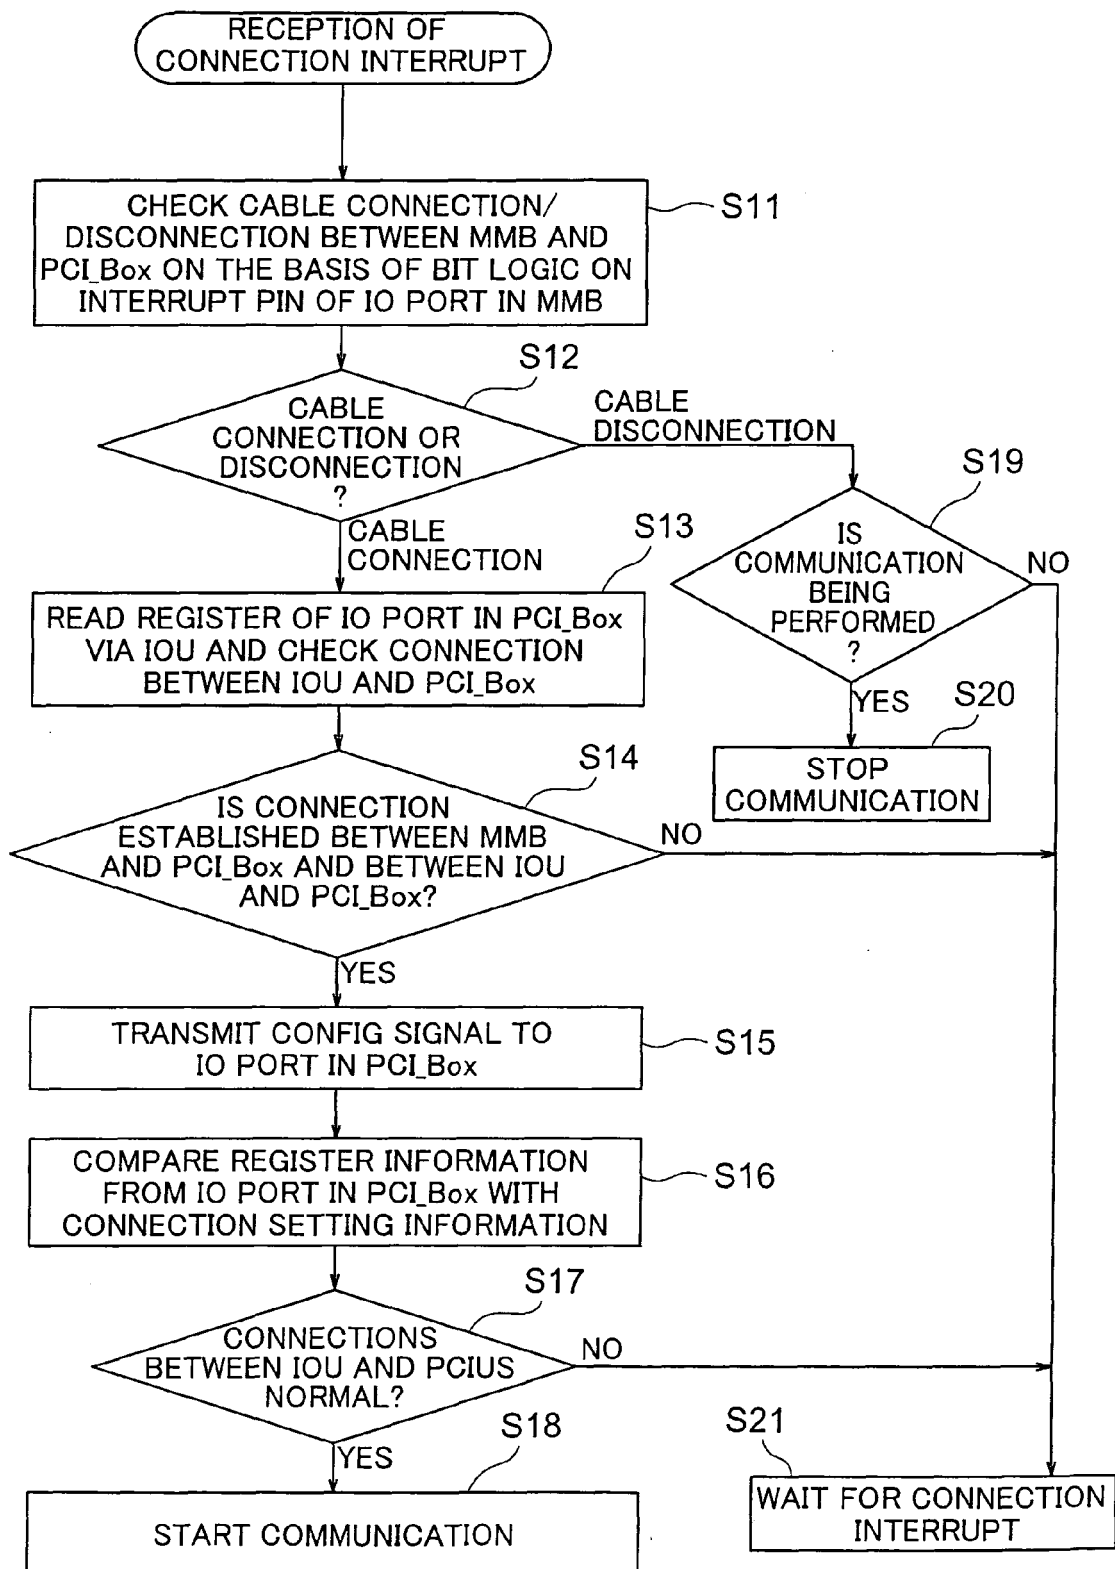 RECEPTION OF
CONNECTION INTERRUPT
CHECK CABLE CONNECTION/
DISCONNECTION BETWEEN MMB AND
PCI_Box ON THE BASIS OF BIT LOGIC ON
INTERRUPT PIN OF IO PORT IN MMB
S11
S12
CABLE
CONNECTION OR
DISCONNECTION
?
CABLE
DISCONNECTION
CABLE
CONNECTION
S19
IS
COMMUNICATION
BEING
PERFORMED
?
NO
YES
S20
STOP
COMMUNICATION
S13
READ REGISTER OF IO PORT IN PCI_Box
VIA IOU AND CHECK CONNECTION
BETWEEN IOU AND PCI_Box
S14
IS CONNECTION
ESTABLISHED BETWEEN MMB
AND PCI_Box AND BETWEEN IOU
AND PCI_Box?
NO
YES
TRANSMIT CONFIG SIGNAL TO
IO PORT IN PCI_Box
S15
COMPARE REGISTER INFORMATION
FROM IO PORT IN PCI_Box WITH
CONNECTION SETTING INFORMATION
S16
S17
CONNECTIONS
BETWEEN IOU AND PCIUS
NORMAL?
NO
YES
S18
START COMMUNICATION
S21
WAIT FOR CONNECTION
INTERRUPT